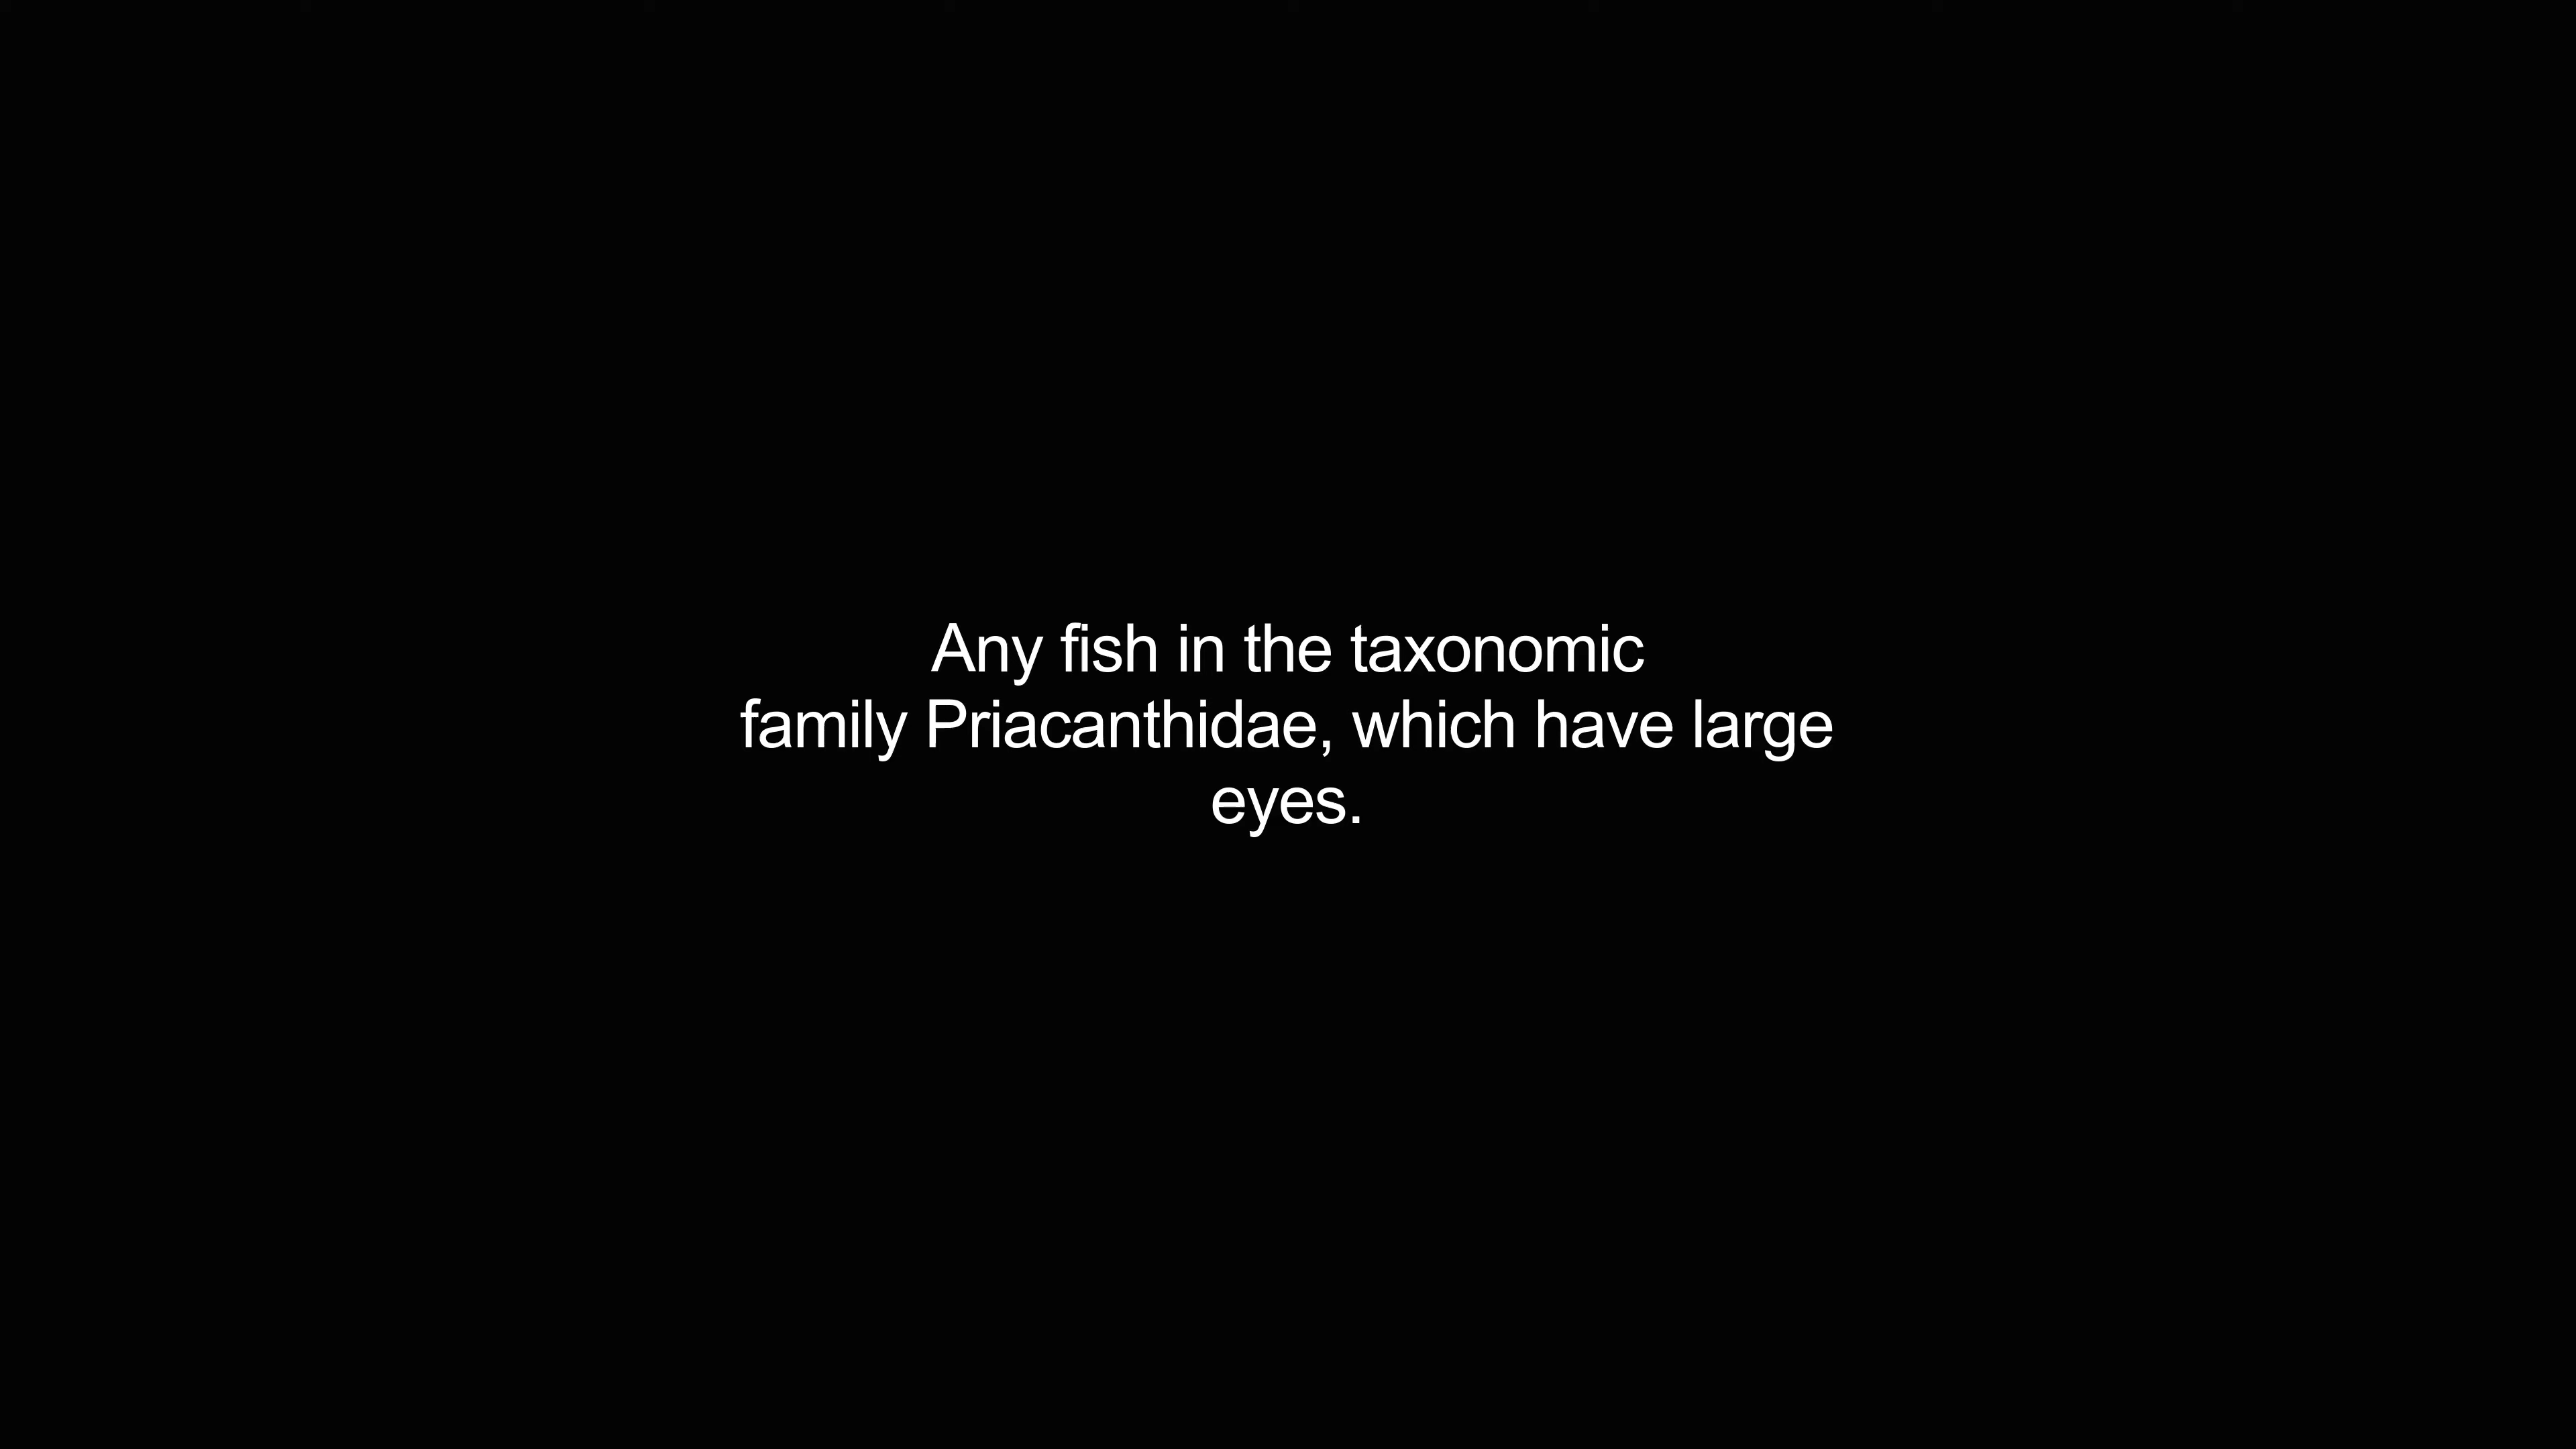 Any fish in the taxonomic
family Priacanthidae, which have large
eyes.